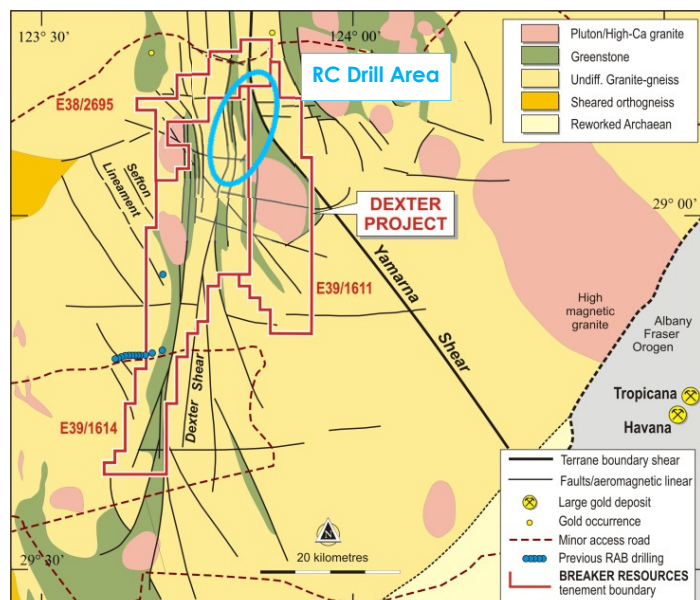 123° 30'
124° 00'
RC Drill Area
E38/2695
Pluton/High-Ca granite
Greenstone
Undiff. Granite-gneiss
Sheared orthogneiss
Reworked Archaean
Sefton
Lineament
DEXTER
PROJECT
29° 00'
E39/1611
Yamarna
Shear
High
magnetic
granite
Albany
Fraser
Orogen
Tropicana
Havana
Dexter Shear
E39/1614
29° 30'
N
20 kilometres
Terrane boundary shear
Faults/aeromagnetic linear
Large gold deposit
Gold occurrence
Minor access road
Previous RAB drilling
BREAKER RESOURCES
tenement boundary